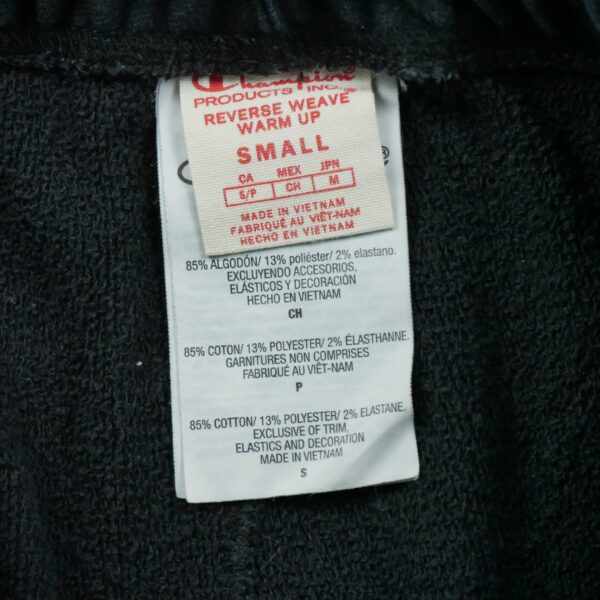 Champion
PRODUCTS INC.
REVERSE WEAVE
WARM UP
SMALL
CA MEX JPN
S/P CH M
MADE IN VIETNAM
FABRIQUÉ AU VIÊT-NAM
HECHO EN VIETNAM
®
85% ALGODÓN/ 13% poliéster/ 2% elastano.
EXCLUYENDO ACCESORIOS,
ELÁSTICOS Y DECORACIÓN
HECHO EN VIETNAM
CH
85% COTON/ 13% POLYESTER/ 2% ÉLASTHANNE.
GARNITURES NON COMPRISES
FABRIQUÉ AU VIÊT-NAM
P
85% COTTON/ 13% POLYESTER/ 2% ELASTANE.
EXCLUSIVE OF TRIM,
ELASTICS AND DECORATION
MADE IN VIETNAM
S